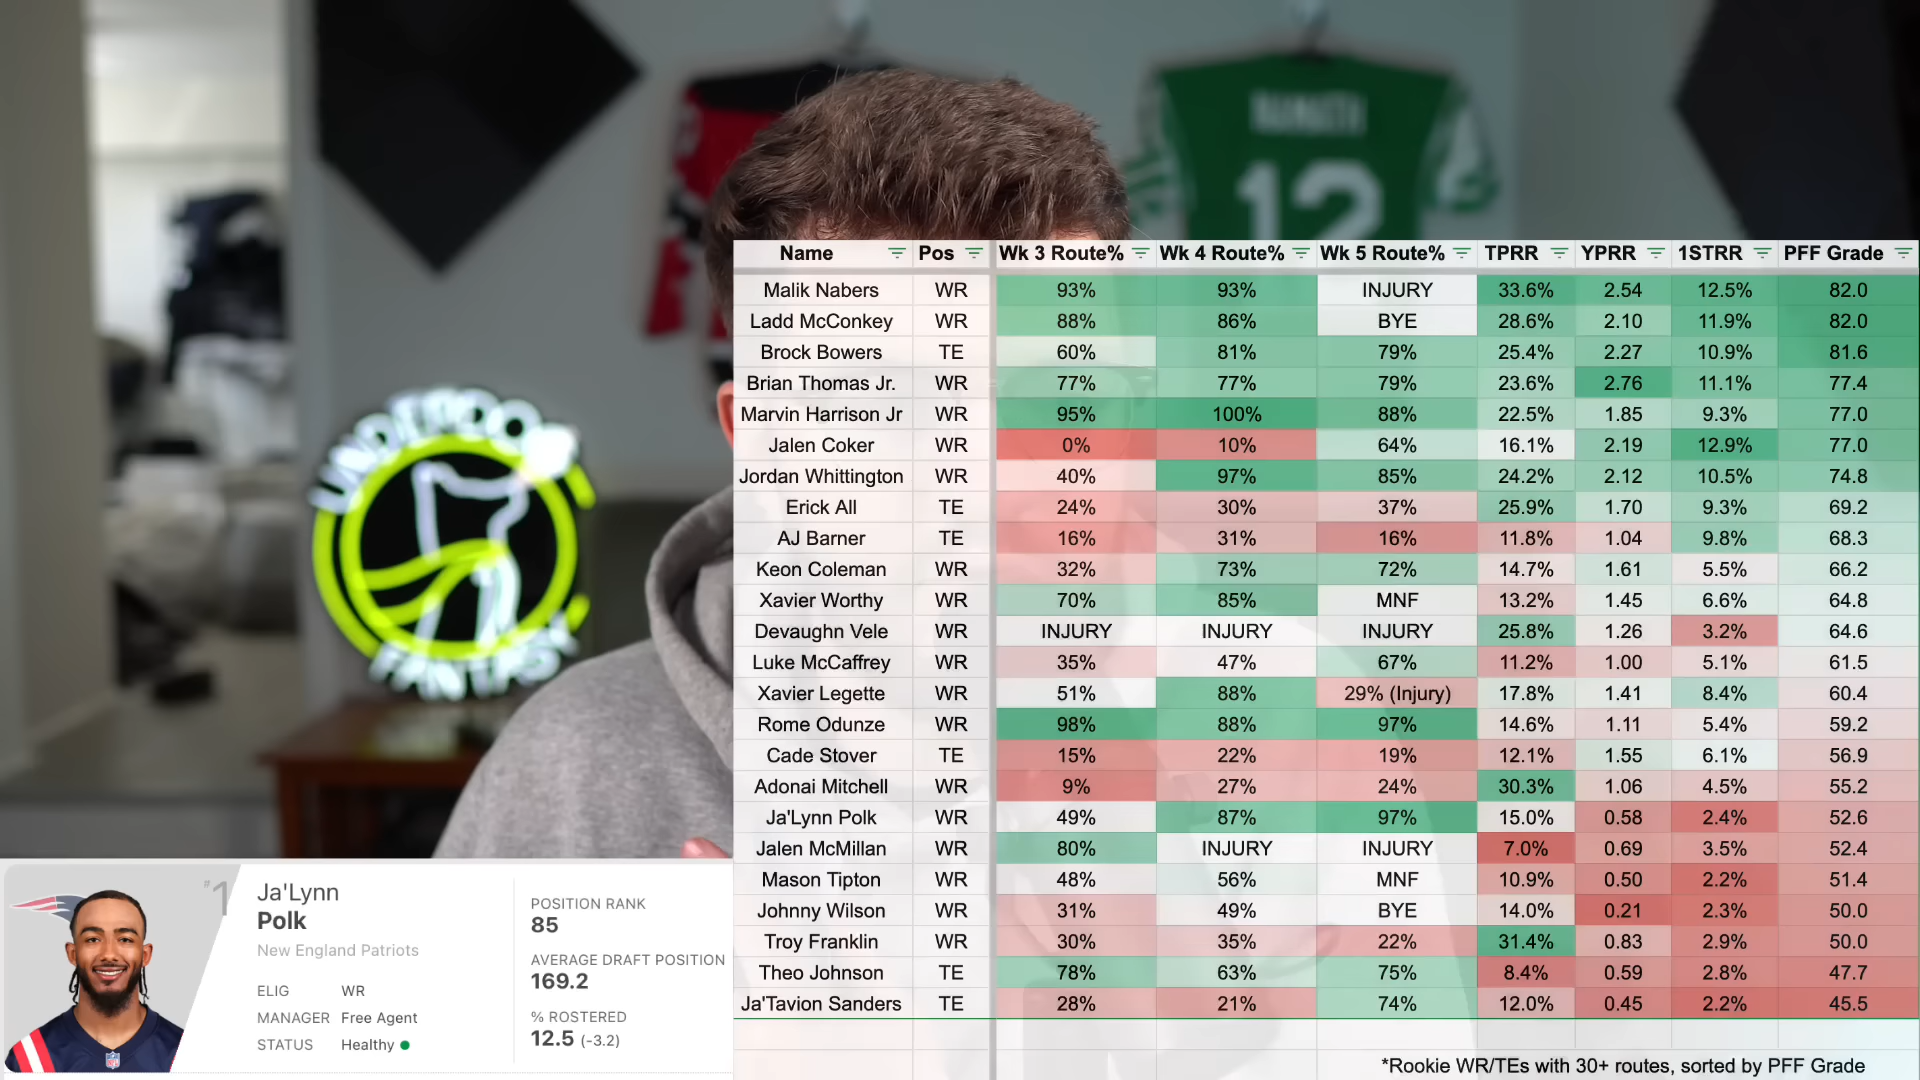 NAMATH
12
UNDERDOG
FANTASY
Name Pos Wk 3 Route% Wk 4 Route% Wk 5 Route% TPRR YPRR 1STRR PFF Grade
Malik Nabers WR 93% 93% INJURY 33.6% 2.54 12.5% 82.0
Ladd McConkey WR 88% 86% BYE 28.6% 2.10 11.9% 82.0
Brock Bowers TE 60% 81% 79% 25.4% 2.27 10.9% 81.6
Brian Thomas Jr. WR 77% 77% 79% 23.6% 2.76 11.1% 77.4
Marvin Harrison Jr WR 95% 100% 88% 22.5% 1.85 9.3% 77.0
Jalen Coker WR 0% 10% 64% 16.1% 2.19 12.9% 77.0
Jordan Whittington WR 40% 97% 85% 24.2% 2.12 10.5% 74.8
Erick All TE 24% 30% 37% 25.9% 1.70 9.3% 69.2
AJ Barner TE 16% 31% 16% 11.8% 1.04 9.8% 68.3
Keon Coleman WR 32% 73% 72% 14.7% 1.61 5.5% 66.2
Xavier Worthy WR 70% 85% MNF 13.2% 1.45 6.6% 64.8
Devaughn Vele WR INJURY INJURY INJURY 25.8% 1.26 3.2% 64.6
Luke McCaffrey WR 35% 47% 67% 11.2% 1.00 5.1% 61.5
Xavier Legette WR 51% 88% 29% (Injury) 17.8% 1.41 8.4% 60.4
Rome Odunze WR 98% 88% 97% 14.6% 1.11 5.4% 59.2
Cade Stover TE 15% 22% 19% 12.1% 1.55 6.1% 56.9
Adonai Mitchell WR 9% 27% 24% 30.3% 1.06 4.5% 55.2
Ja'Lynn Polk WR 49% 87% 97% 15.0% 0.58 2.4% 52.6
Jalen McMillan WR 80% INJURY INJURY 7.0% 0.69 3.5% 52.4
Mason Tipton WR 48% 56% MNF 10.9% 0.50 2.2% 51.4
Johnny Wilson WR 31% 49% BYE 14.0% 0.21 2.3% 50.0
Troy Franklin WR 30% 35% 22% 31.4% 0.83 2.9% 50.0
Theo Johnson TE 78% 63% 75% 8.4% 0.59 2.8% 47.7
Ja'Tavion Sanders TE 28% 21% 74% 12.0% 0.45 2.2% 45.5
*Rookie WR/TEs with 30+ routes, sorted by PFF Grade
#1
Ja'Lynn
Polk
New England Patriots
ELIG WR
MANAGER Free Agent
STATUS Healthy
POSITION RANK
85
AVERAGE DRAFT POSITION
169.2
% ROSTERED
12.5 (-3.2)